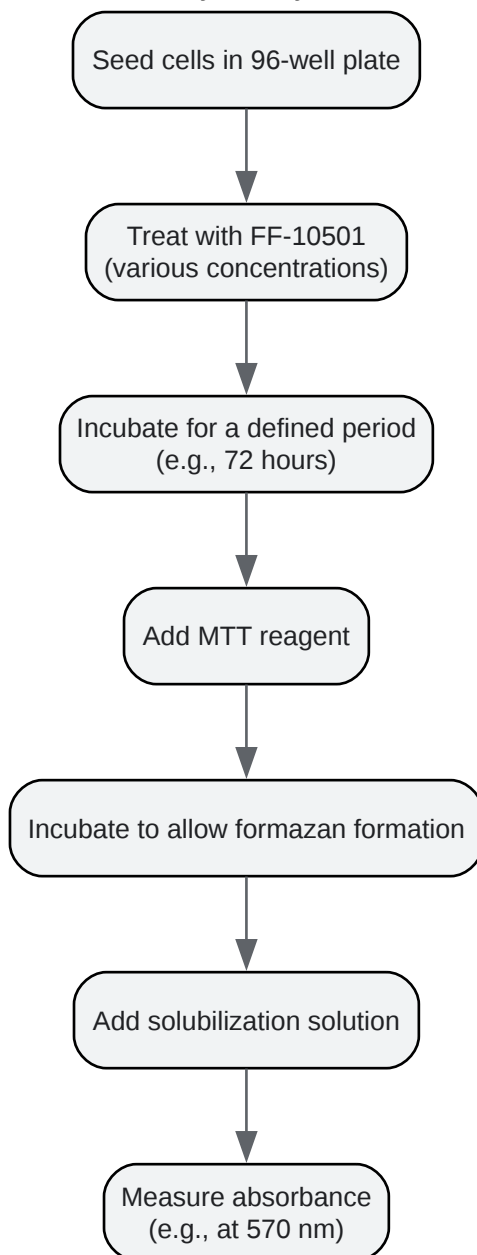 Seed cells in 96-well plate
Treat with FF-10501
(various concentrations)
Incubate for a defined period
(e.g., 72 hours)
Add MTT reagent
Incubate to allow formazan formation
Add solubilization solution
Measure absorbance
(e.g., at 570 nm)